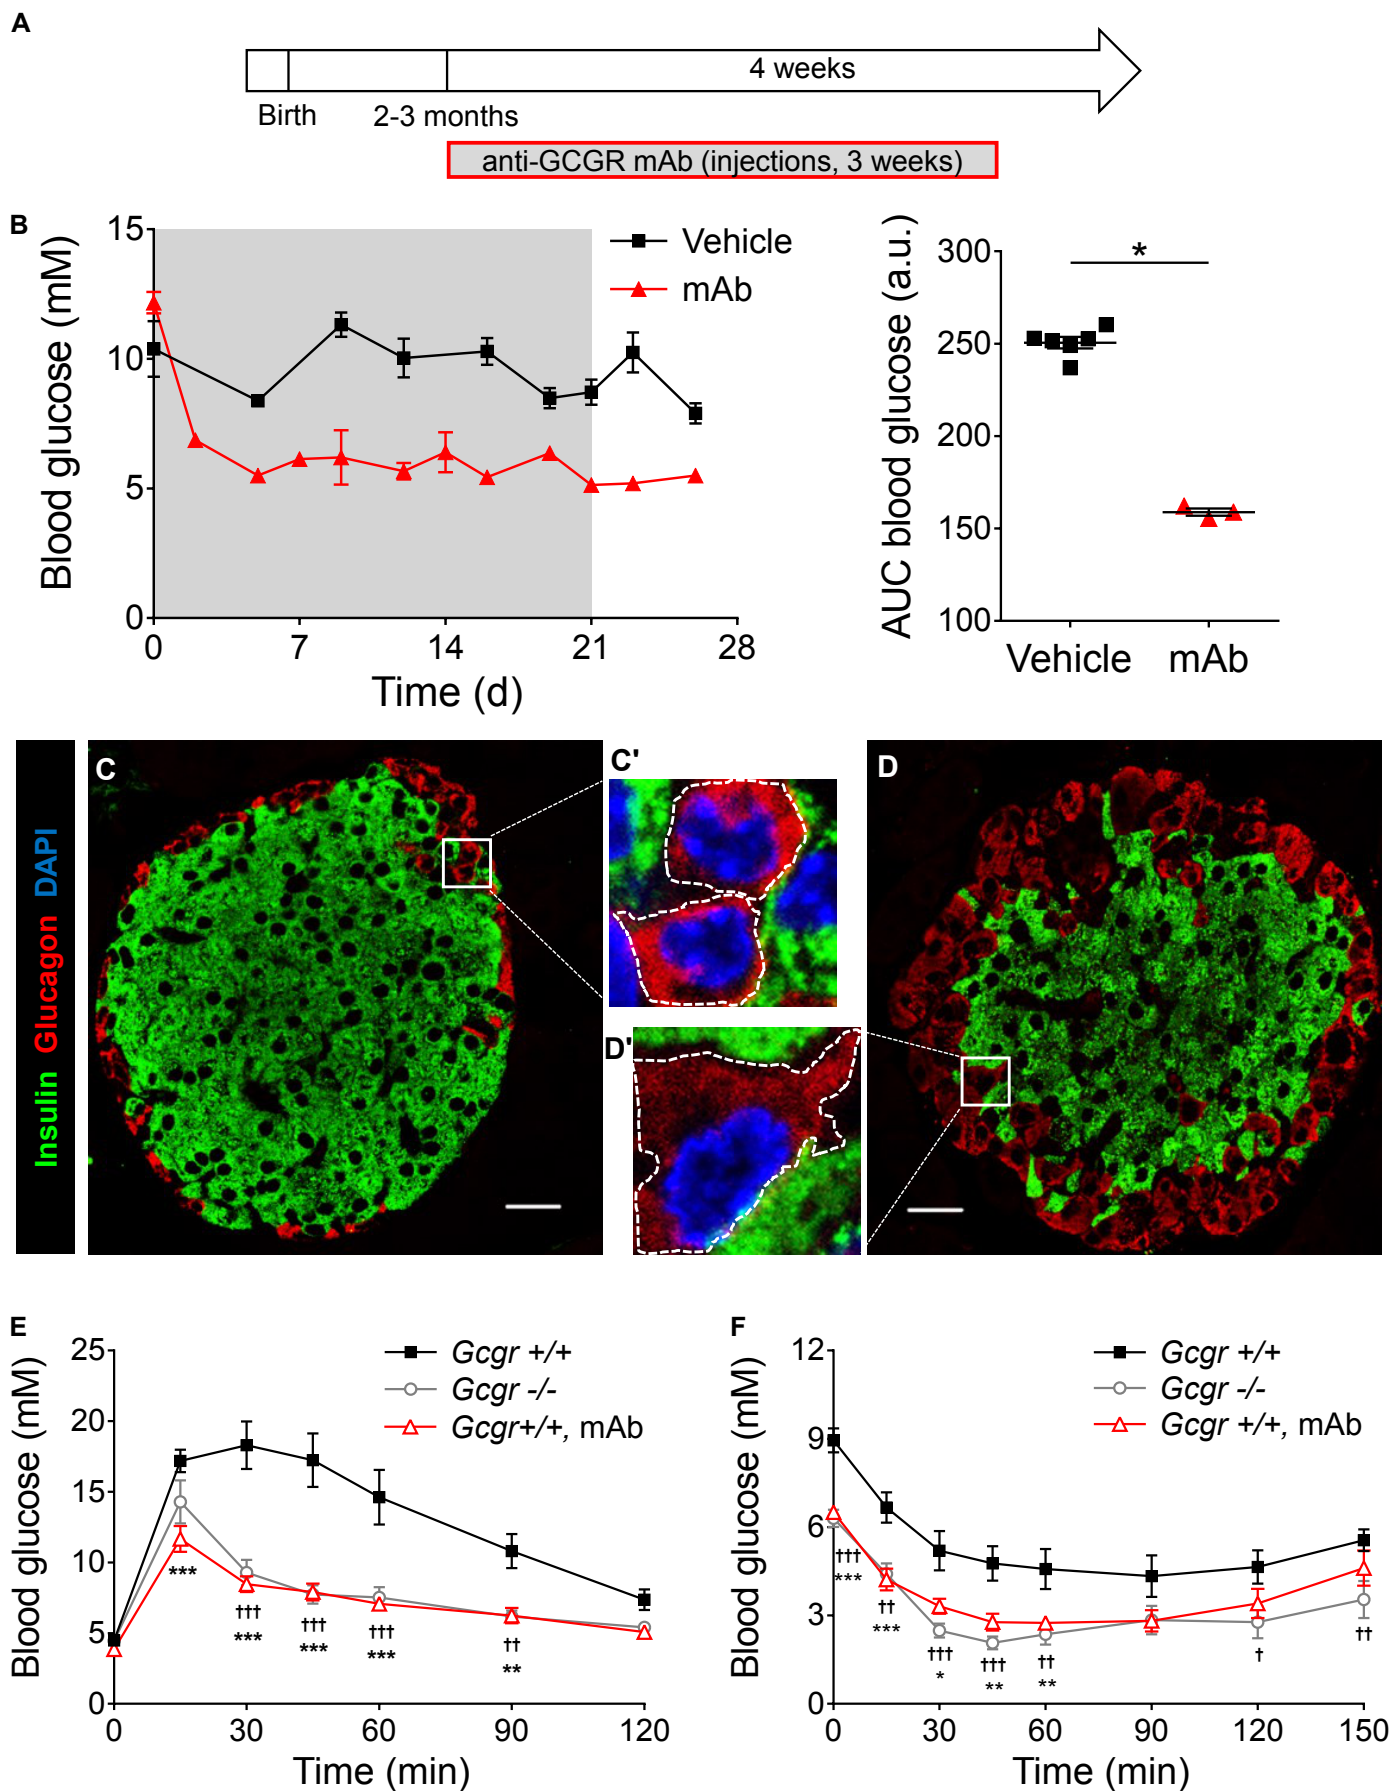 A
4 weeks
Birth
2-3 months
anti-GCGR mAb (injections, 3 weeks)
B
Blood glucose (mM)
15
10
5
0
0 7 14 21 28
Time (d)
Vehicle
mAb
AUC blood glucose (a.u.)
300
250
200
150
100
*
Vehicle mAb
Insulin Glucagon DAPI
C
C'
D'
D
E
Blood glucose (mM)
25
20
15
10
5
0
0 30 60 90 120
Time (min)
Gcgr +/+
Gcgr -/-
Gcgr+/+, mAb
***
†††
***
†††
***
†††
***
††
**
F
Blood glucose (mM)
12
9
6
3
0
0 30 60 90 120 150
Time (min)
Gcgr +/+
Gcgr -/-
Gcgr +/+, mAb
†††
***
††
***
†††
*
†††
**
††
**
†
††